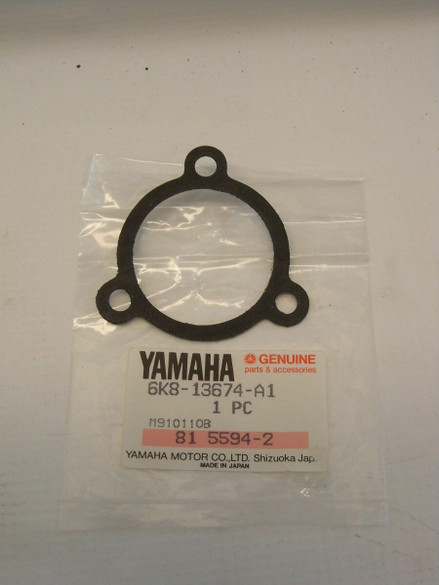 YAMAHA GENUINE
parts & accessories
6K8-13674-A1
1 PC
M910110B
81 5594-2
YAMAHA MOTOR CO.,LTD. Shizuoka Jap.
MADE IN JAPAN